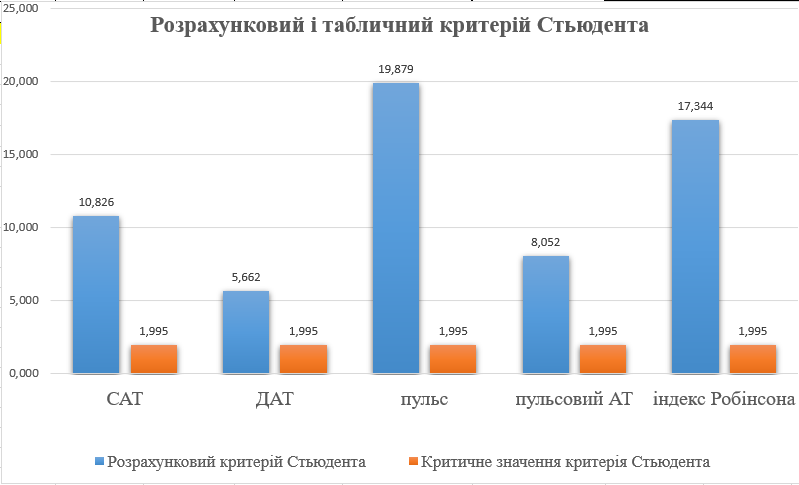 Розрахунковий і табличний критерій Стьюдента
25,000
20,000
15,000
10,000
5,000
0,000
10,826
1,995
5,662
1,995
19,879
1,995
8,052
1,995
17,344
1,995
САТ
ДАТ
пульс
пульсовий АТ
індекс Робінсона
Розрахунковий критерій Стьюдента
Критичне значення критерія Стьюдента